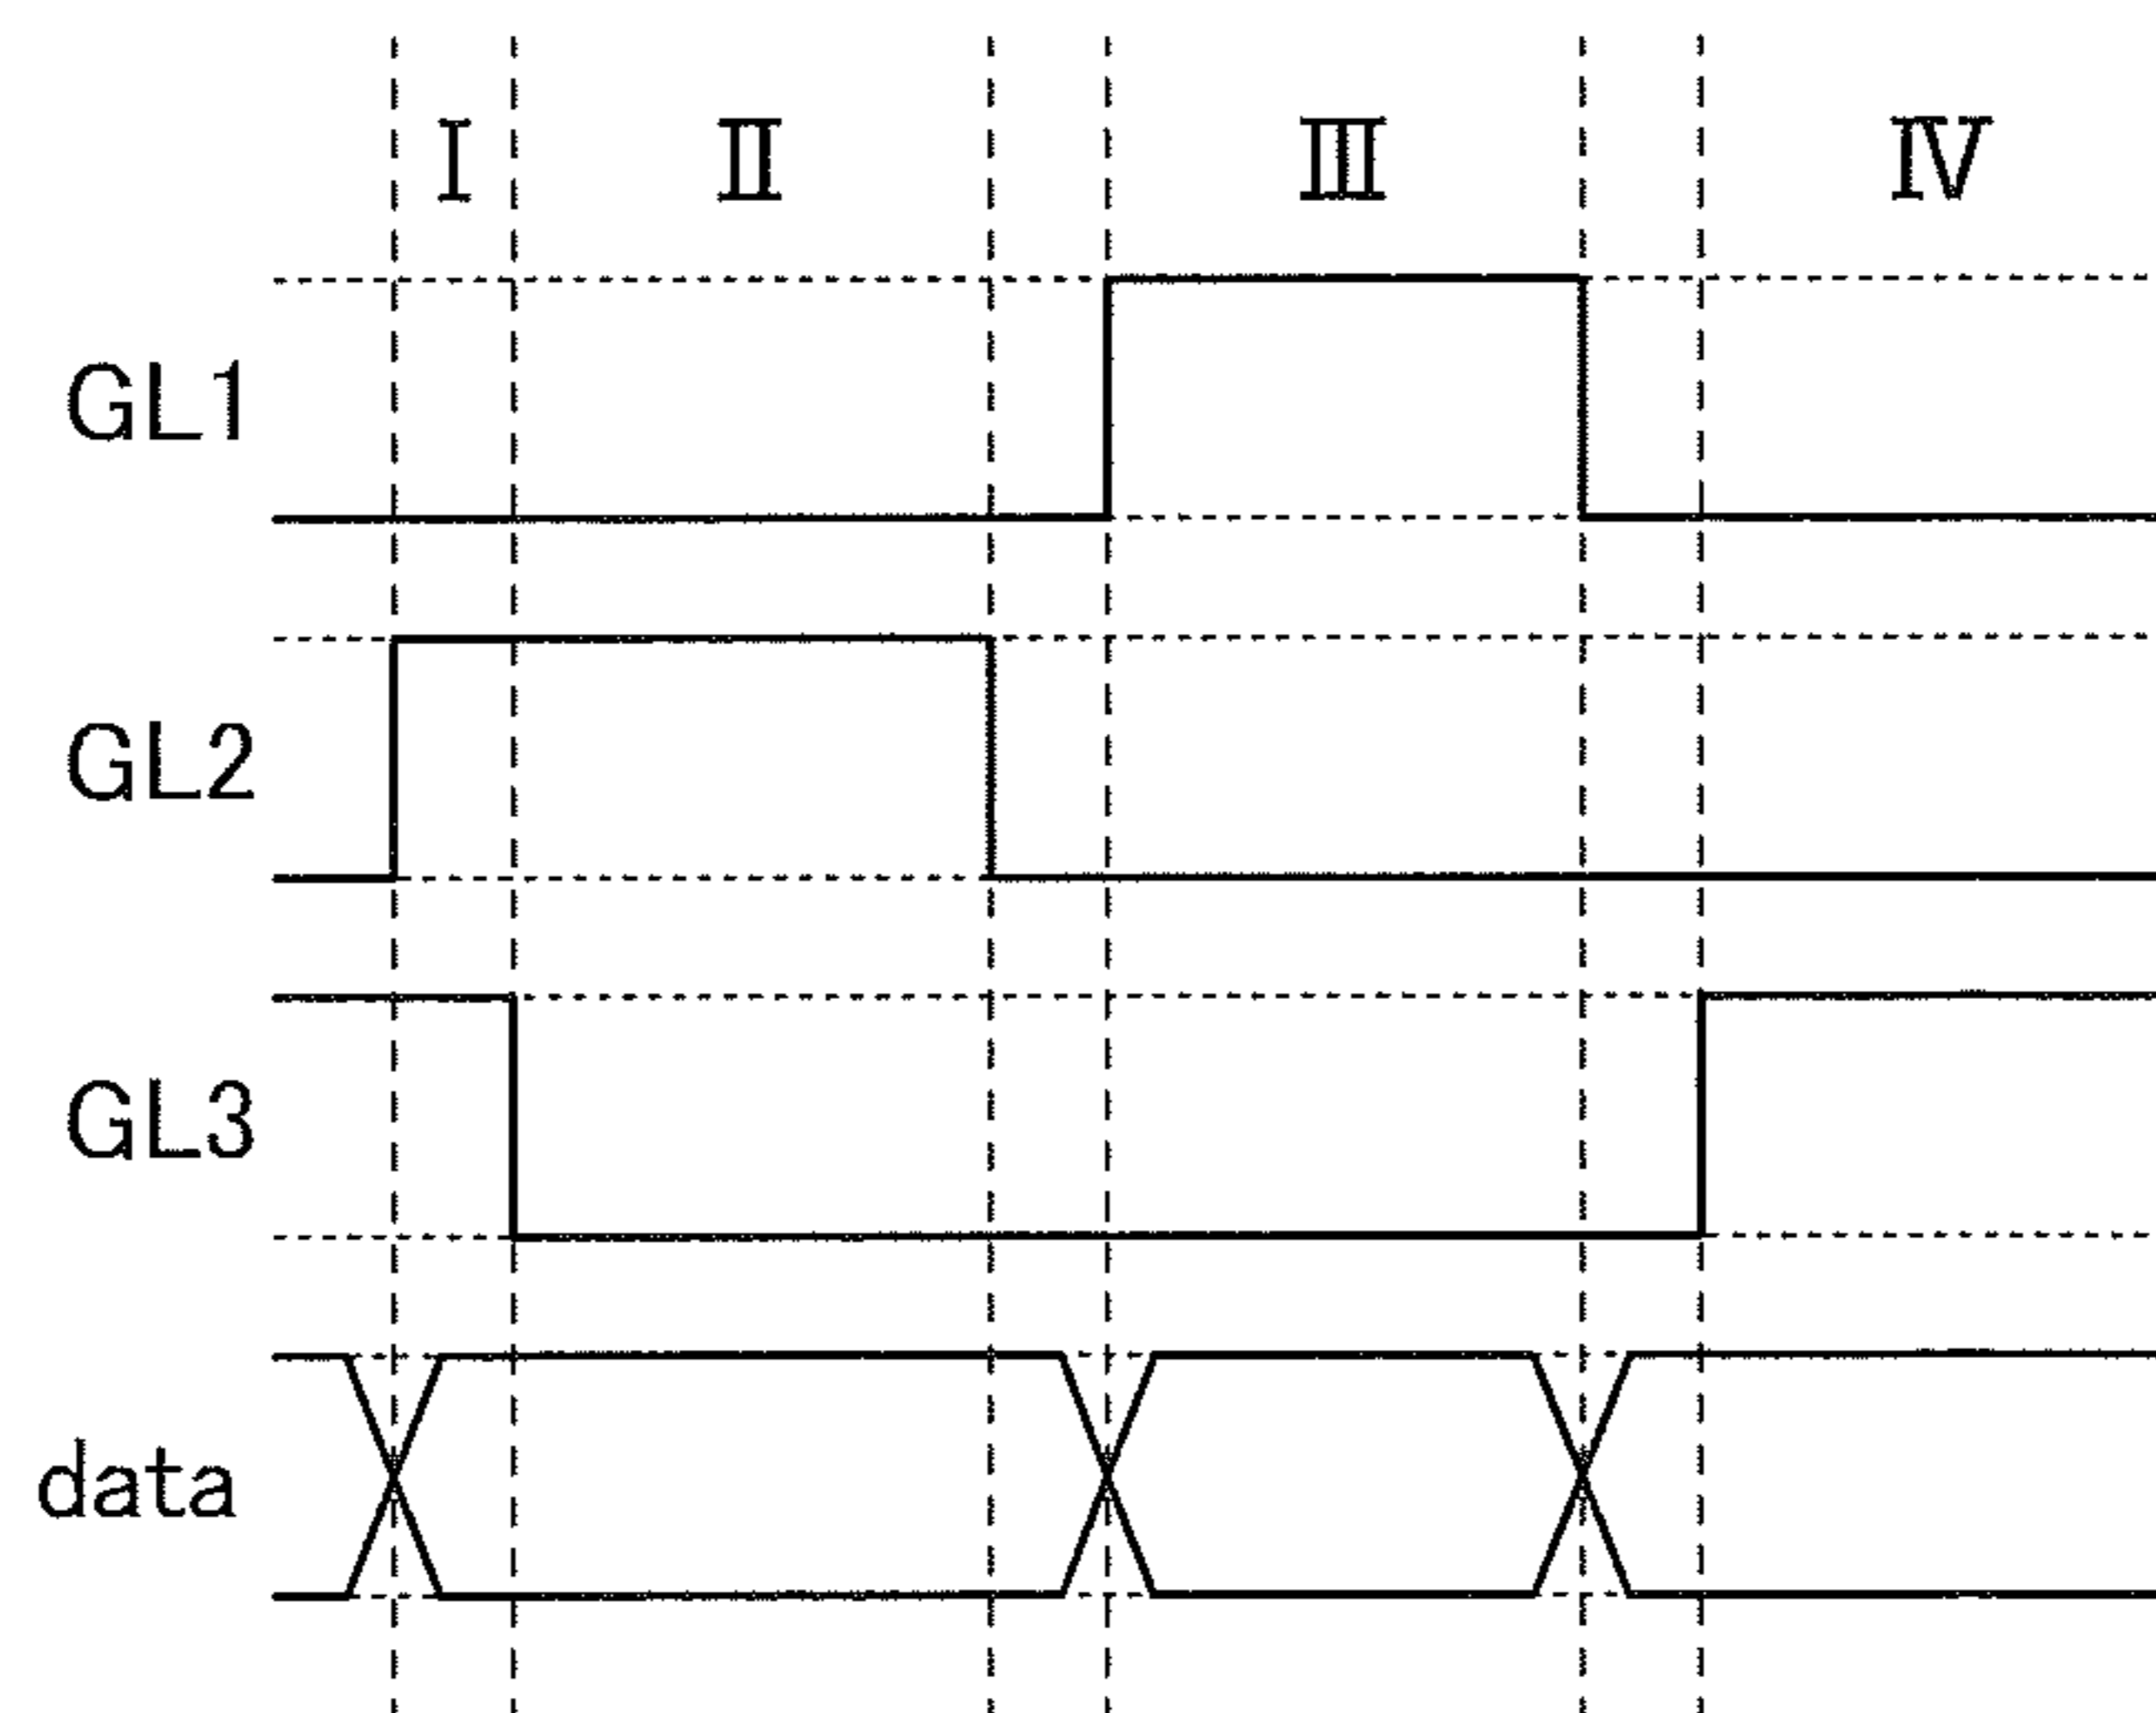 Ⅰ Ⅱ Ⅲ Ⅳ
GL1
GL2
GL3
data